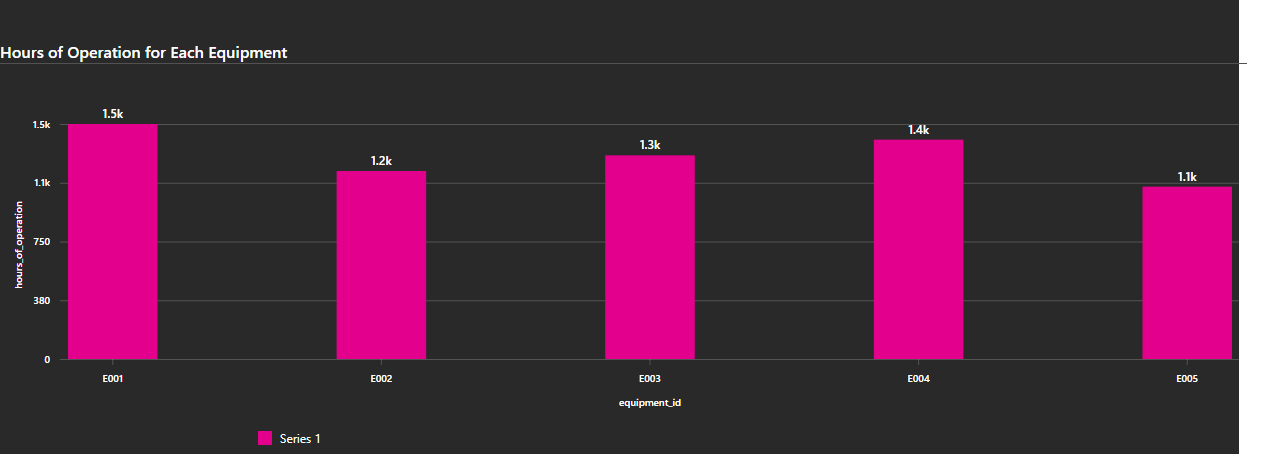 Hours of Operation for Each Equipment
1.5k
1.2k
1.3k
1.4k
1.1k
1.5k
1.1k
750
380
0
hours_of_operation
E001
E002
E003
E004
E005
equipment_id
Series 1